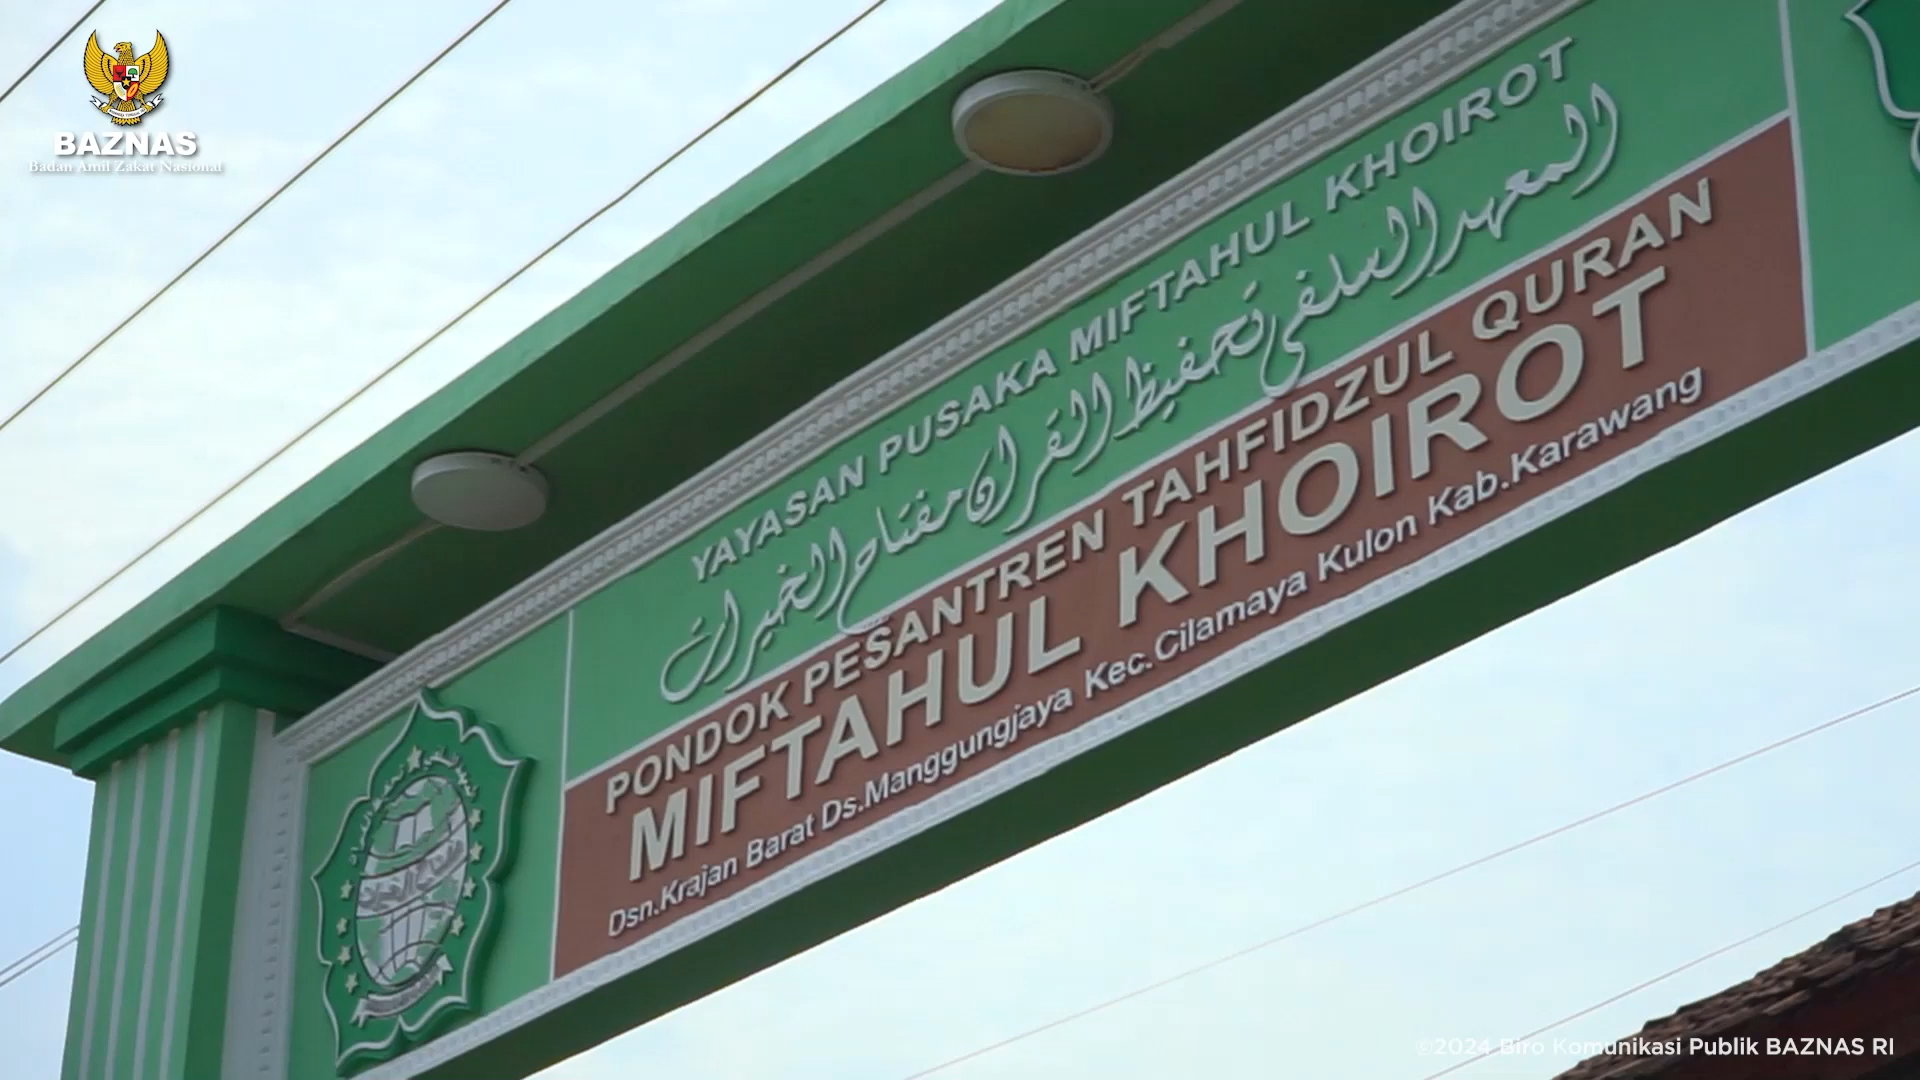 BAZNAS
Badan Amil Zakat Nasional
YAYASAN PUSAKA MIFTAHUL KHOIROT
المعهد السلفي تحفيظ القران مفتاح الخيرات
PONDOK PESANTREN TAHFIDZUL QURAN
MIFTAHUL KHOIROT
Dsn.Krajan Barat Ds.Manggungjaya Kec.Cilamaya Kulon Kab.Karawang
©2024 Biro Komunikasi Publik BAZNAS RI